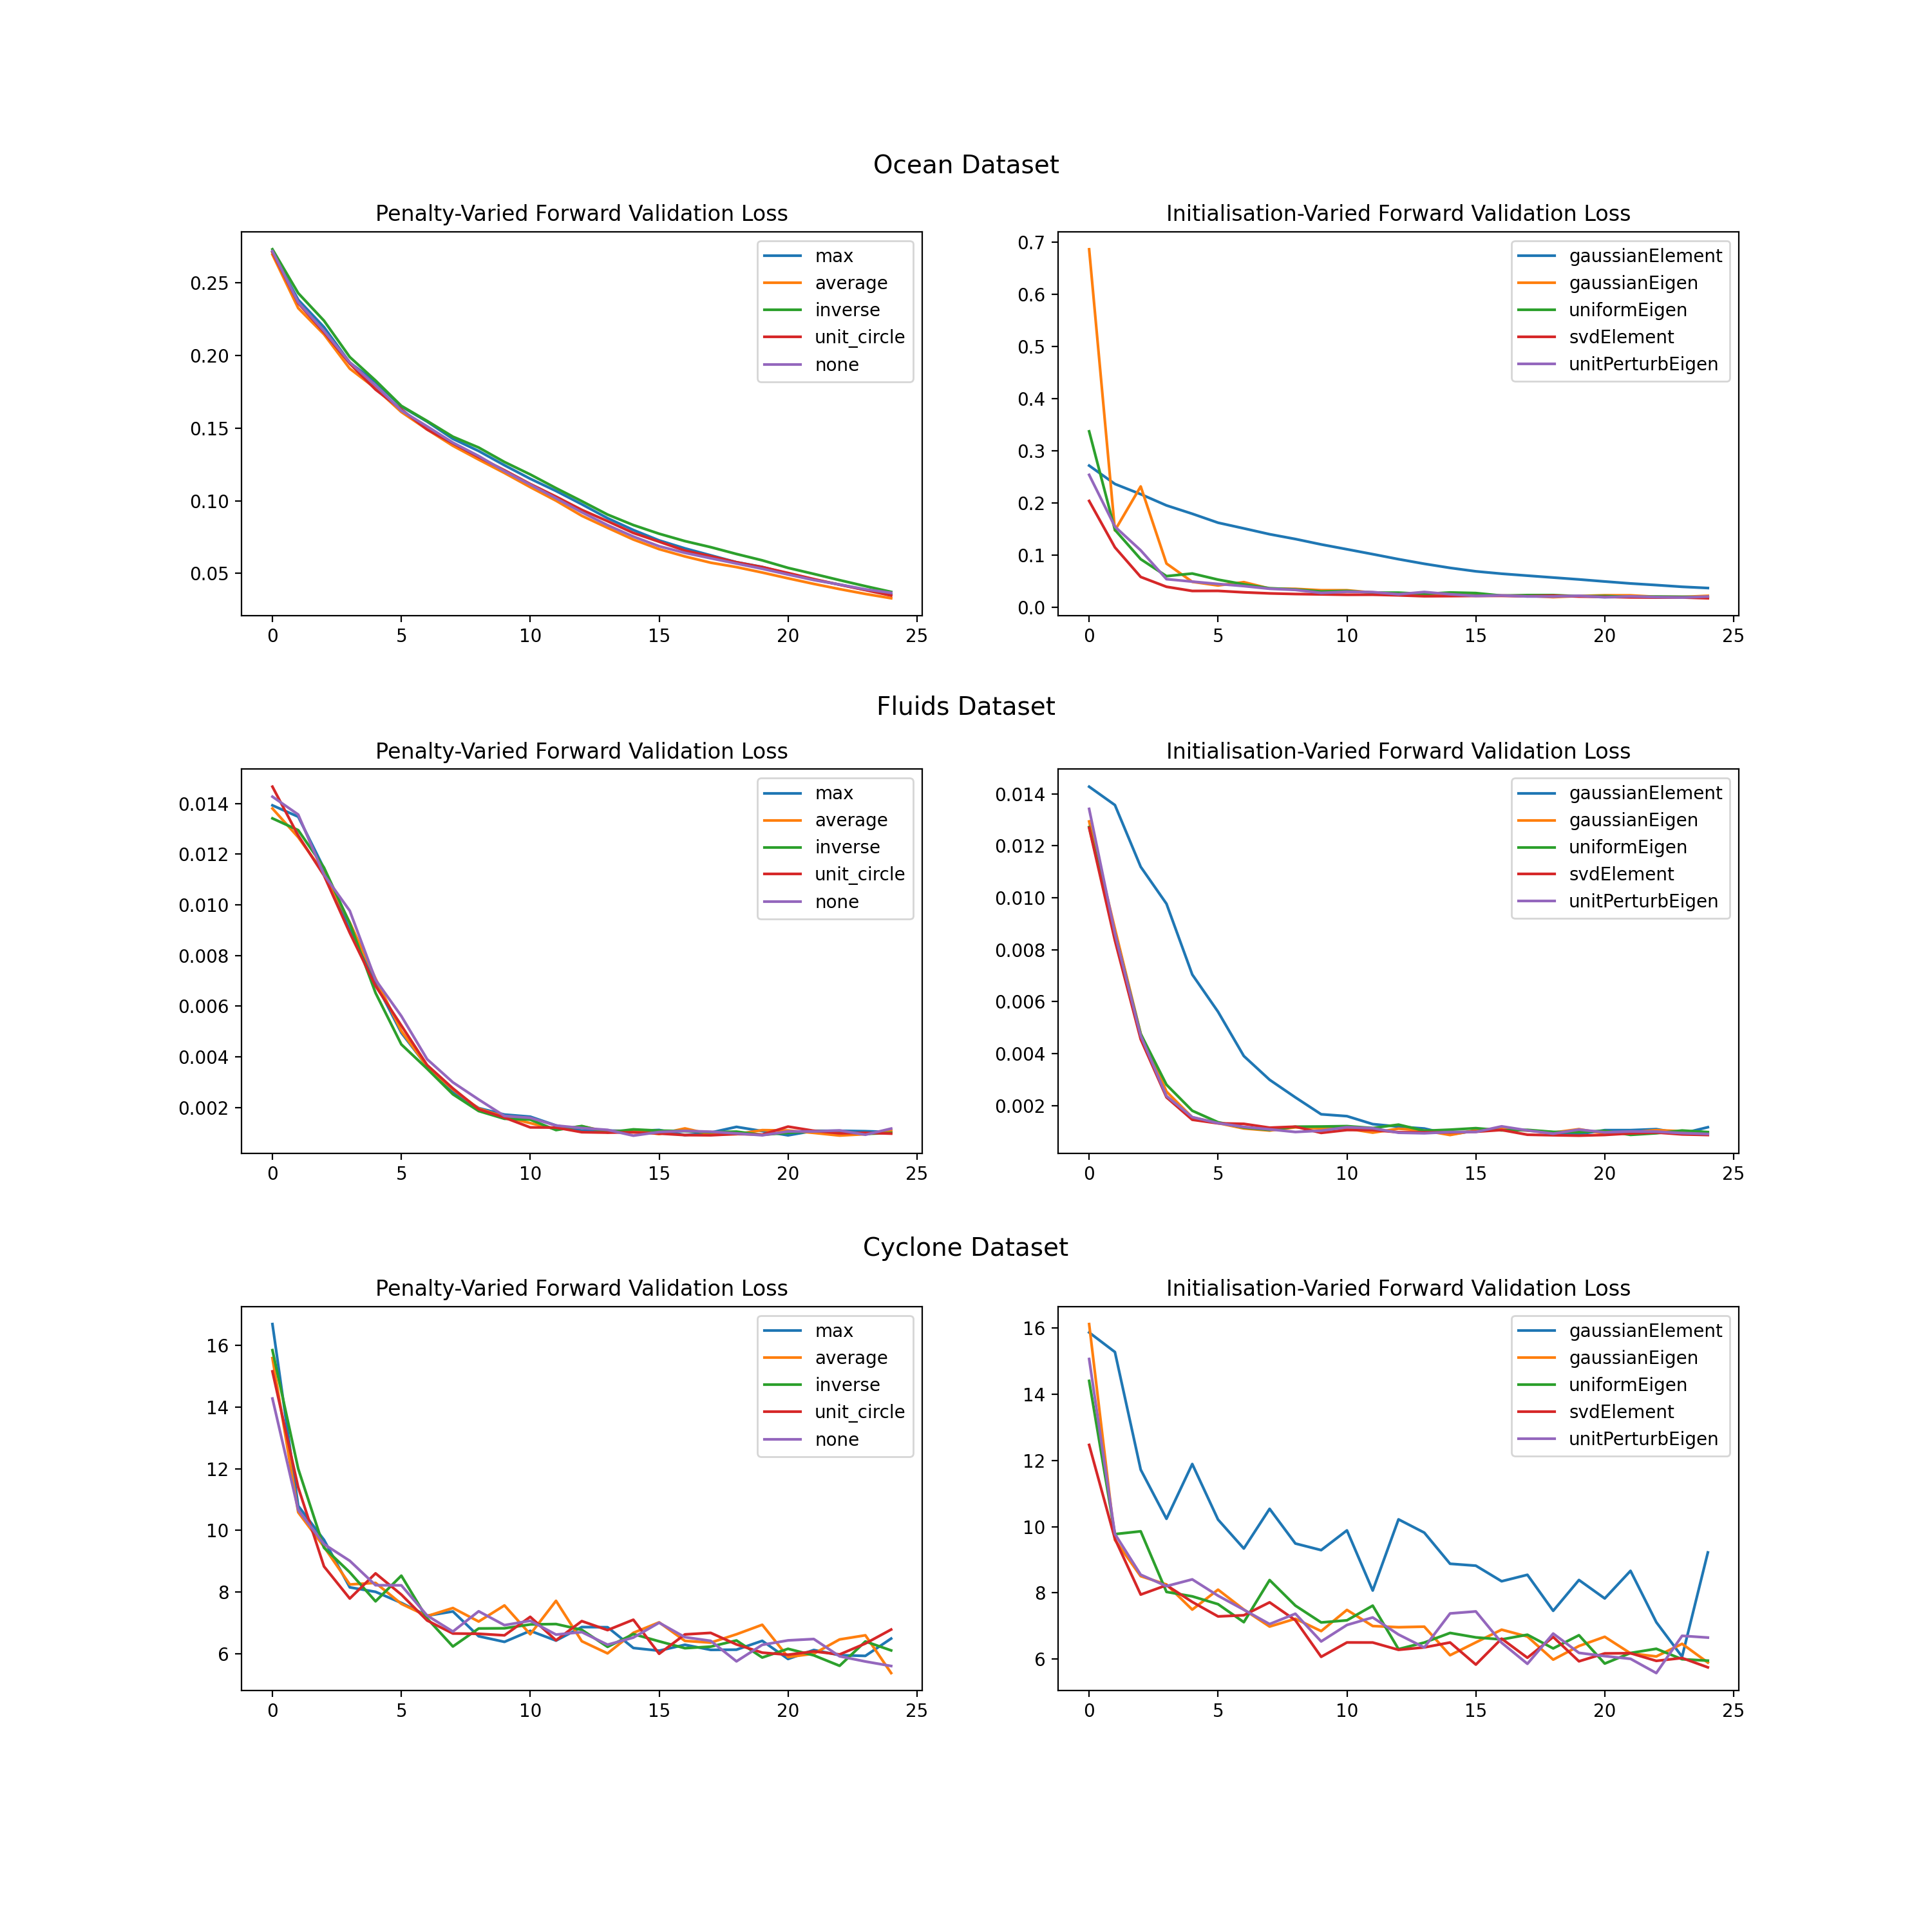 Ocean Dataset
Penalty-Varied Forward Validation Loss
max
average
inverse
unit_circle
none
0.25
0.20
0.15
0.10
0.05
0 5 10 15 20 25
Initialisation-Varied Forward Validation Loss
gaussianElement
gaussianEigen
uniformEigen
svdElement
unitPerturbEigen
0.7
0.6
0.5
0.4
0.3
0.2
0.1
0.0
0 5 10 15 20 25
Fluids Dataset
Penalty-Varied Forward Validation Loss
max
average
inverse
unit_circle
none
0.014
0.012
0.010
0.008
0.006
0.004
0.002
0 5 10 15 20 25
Initialisation-Varied Forward Validation Loss
gaussianElement
gaussianEigen
uniformEigen
svdElement
unitPerturbEigen
0.014
0.012
0.010
0.008
0.006
0.004
0.002
0 5 10 15 20 25
Cyclone Dataset
Penalty-Varied Forward Validation Loss
max
average
inverse
unit_circle
none
16
14
12
10
8
6
0 5 10 15 20 25
Initialisation-Varied Forward Validation Loss
gaussianElement
gaussianEigen
uniformEigen
svdElement
unitPerturbEigen
16
14
12
10
8
6
0 5 10 15 20 25